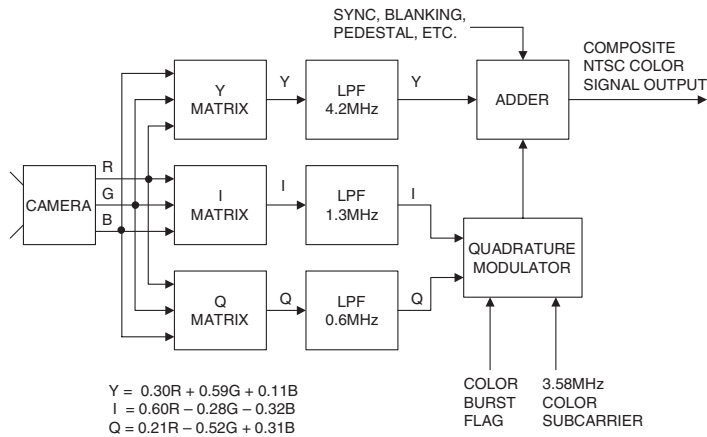 SYNC, BLANKING,
PEDESTAL, ETC.
COMPOSITE
NTSC COLOR
SIGNAL OUTPUT
Y
MATRIX
Y
LPF
4.2MHz
Y
ADDER
CAMERA
R
G
B
I
MATRIX
I
LPF
1.3MHz
I
QUADRATURE
MODULATOR
Q
MATRIX
Q
LPF
0.6MHz
Q
COLOR
BURST
FLAG
3.58MHz
COLOR
SUBCARRIER
Y = 0.30R + 0.59G + 0.11B
I = 0.60R – 0.28G – 0.32B
Q = 0.21R – 0.52G + 0.31B